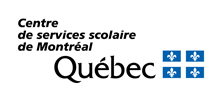 Centre
de services scolaire
de Montréal
Québec